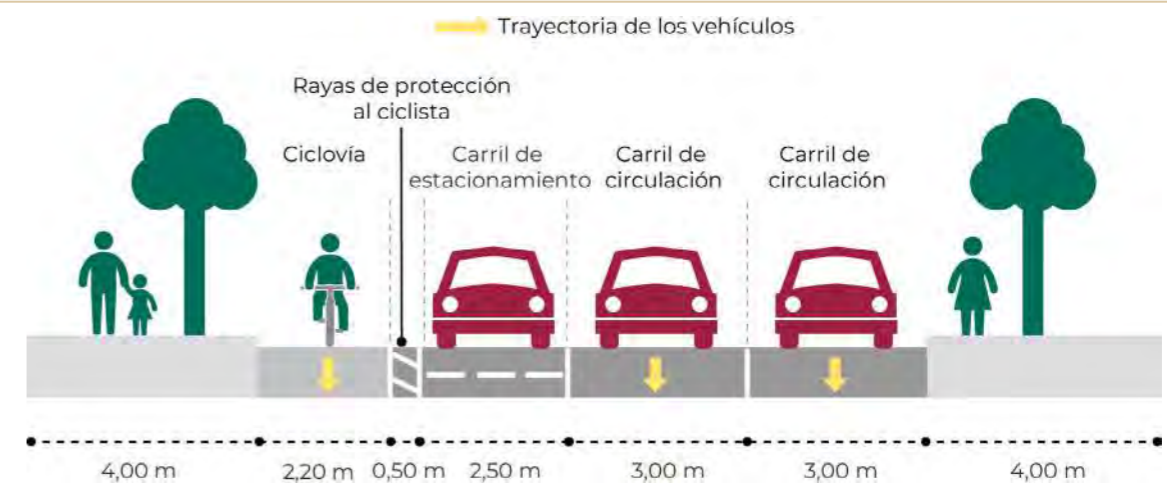 Trayectoria de los vehículos
Rayas de protección
al ciclista
Ciclovía
Carril de
estacionamiento
Carril de
circulación
Carril de
circulación
4,00 m
2,20 m
0,50 m
2,50 m
3,00 m
3,00 m
4,00 m